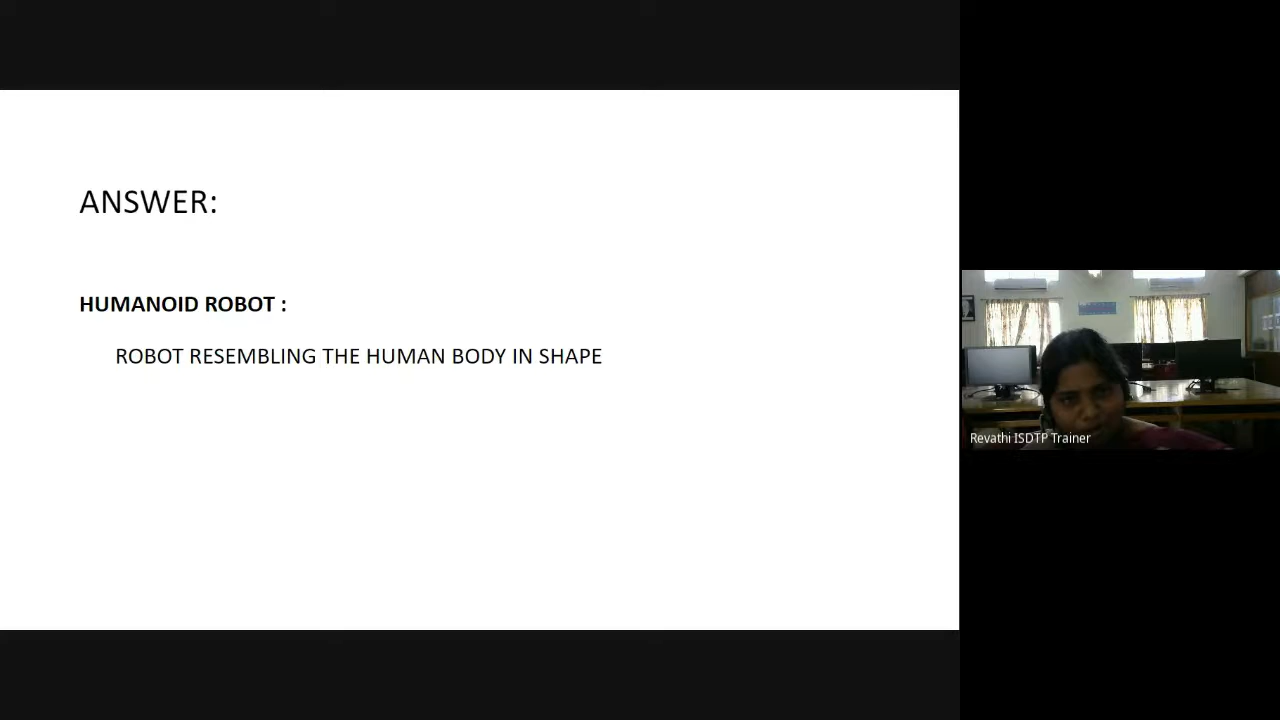 ANSWER:
HUMANOID ROBOT :
ROBOT RESEMBLING THE HUMAN BODY IN SHAPE
Revathi ISDTP Trainer